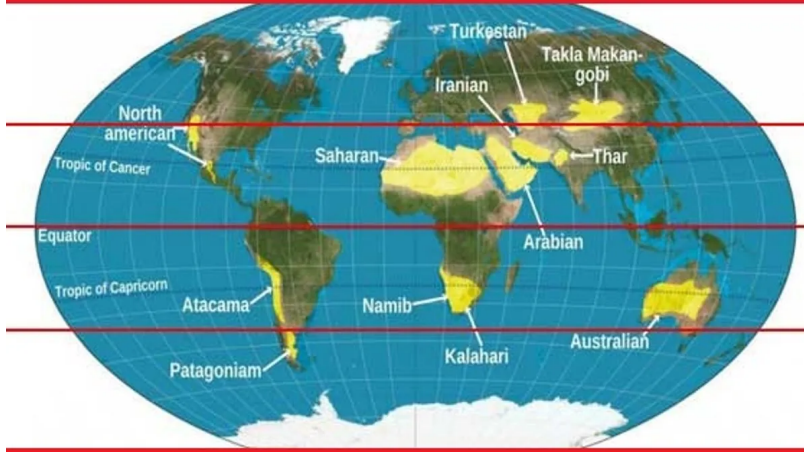 Turkestan
Takla Makan-
gobi
Iranian
North
american
Saharan
Thar
Tropic of Cancer
Arabian
Equator
Tropic of Capricorn
Atacama
Namib
Kalahari
Australian
Patagoniam